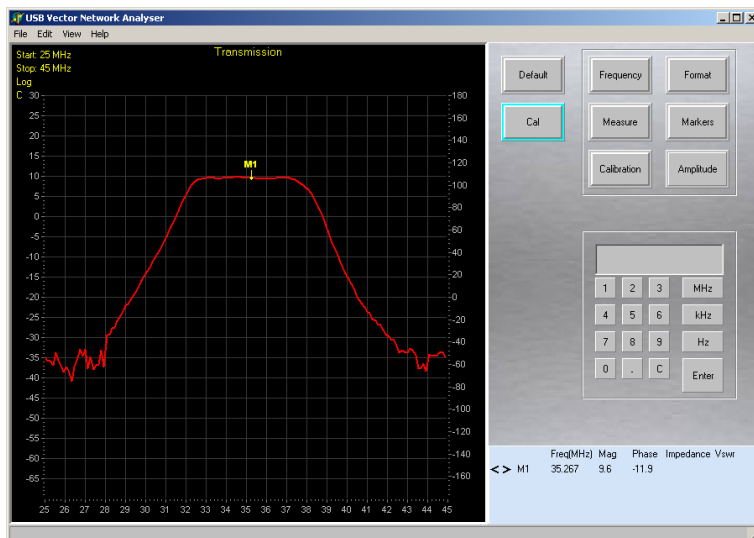 USB Vector Network Analyser
File Edit View Help
Start: 25 MHz
Stop: 45 MHz
Log
C
Transmission
30
25
20
15
10
5
0
-5
-10
-15
-20
-25
-30
-35
-40
-45
-50
-55
-60
-65
M1
180
160
140
120
100
80
60
40
20
0
-20
-40
-60
-80
-100
-120
-140
-160
25 26 27 28 29 30 31 32 33 34 35 36 37 38 39 40 41 42 43 44 45
Default Frequency Format
Cal Measure Markers
Calibration Amplitude
1 2 3 MHz
4 5 6 kHz
7 8 9 Hz
0 . C Enter
Freq(MHz) Mag Phase Impedance Vswr
<> M1 35.267 9.6 -11.9